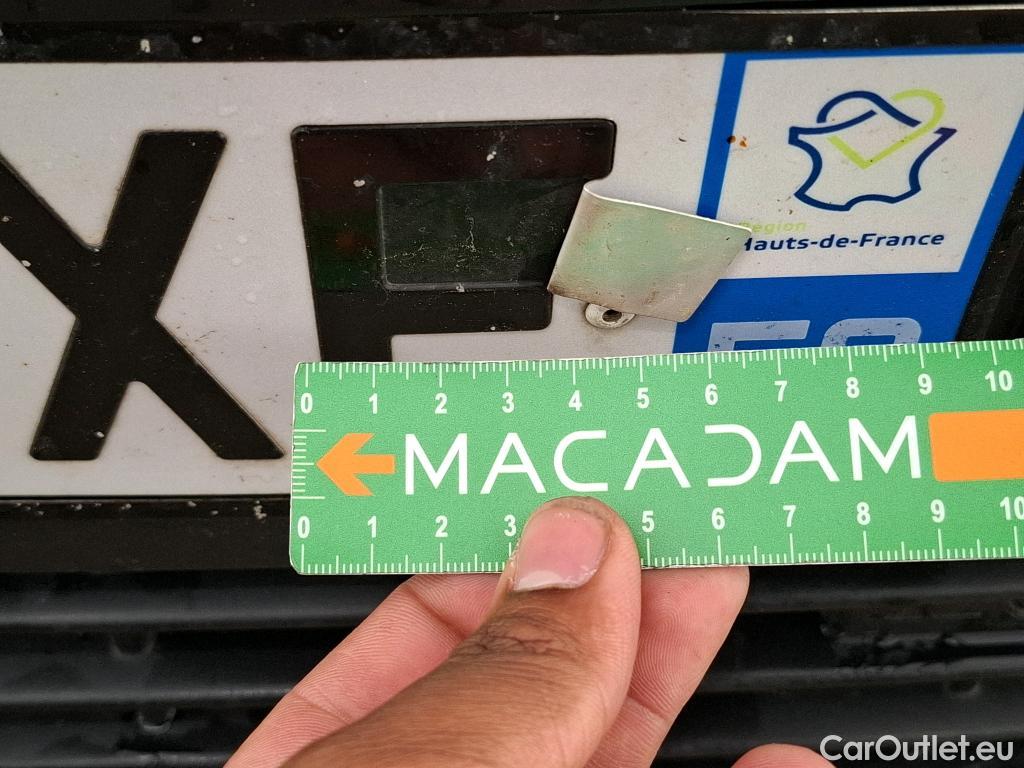 XF
Région
Hauts-de-France
59
0 1 2 3 4 5 6 7 8 9 10
MACADAM
0 1 2 3 5 6 7 8 9 10
CarOutlet.eu